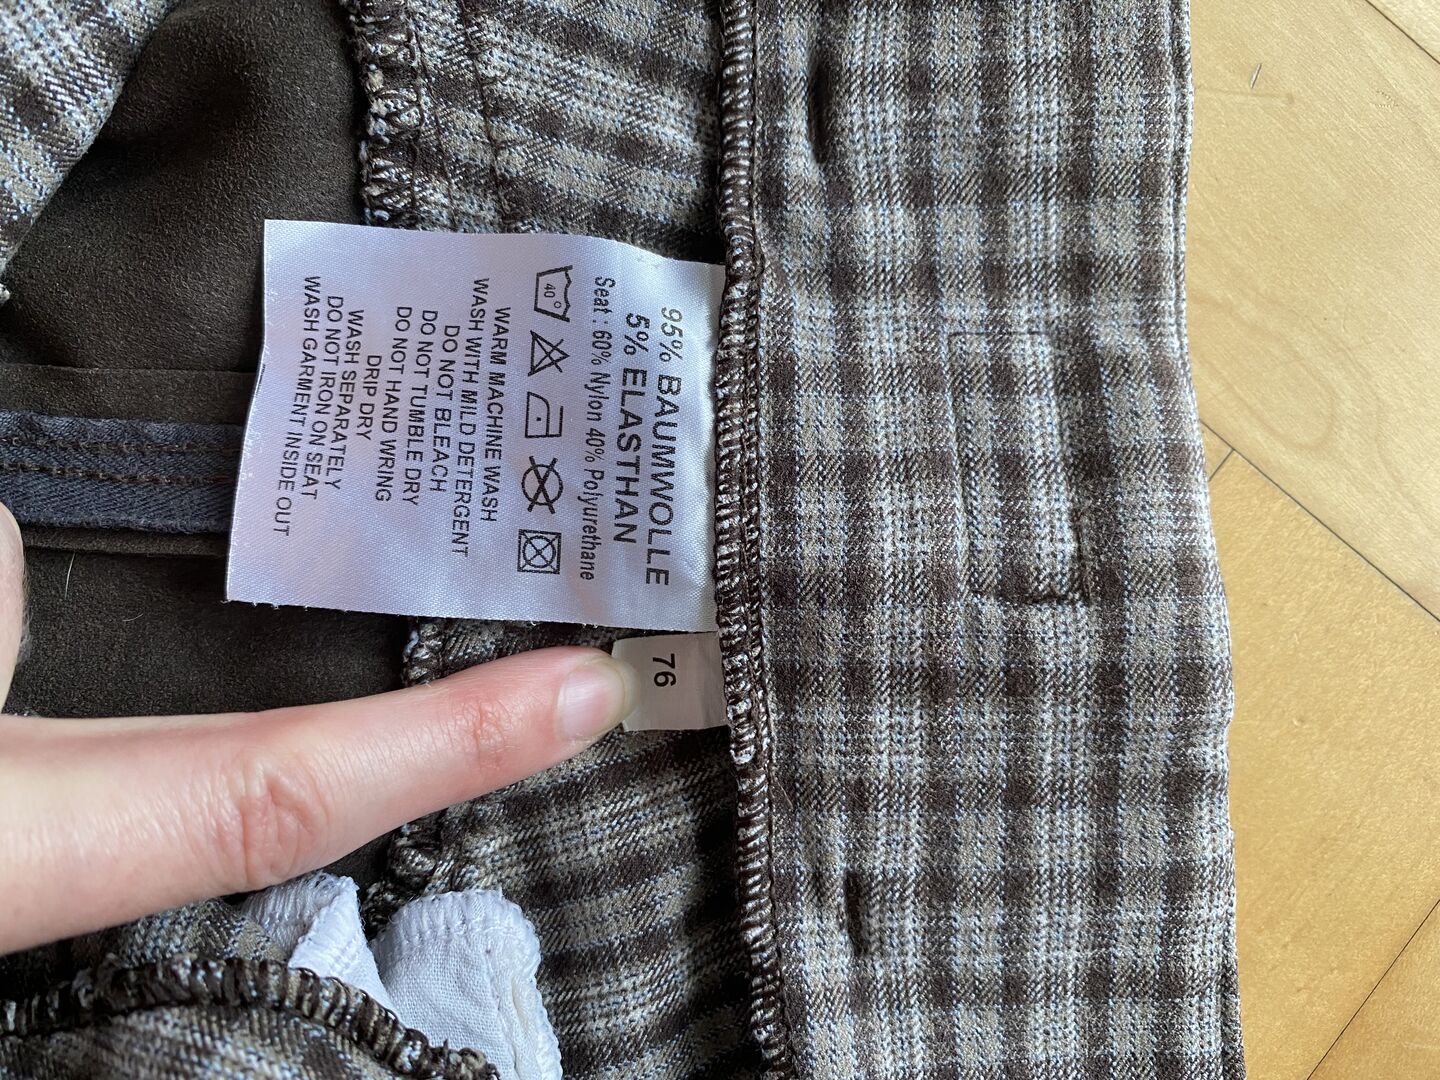 95% BAUMWOLLE
5% ELASTHAN
Seat : 60% Nylon 40% Polyurethane
40°
WARM MACHINE WASH
WASH WITH MILD DETERGENT
DO NOT BLEACH
DO NOT TUMBLE DRY
DO NOT HAND WRING
DRIP DRY
WASH SEPARATELY
DO NOT IRON ON SEAT
WASH GARMENT INSIDE OUT
76